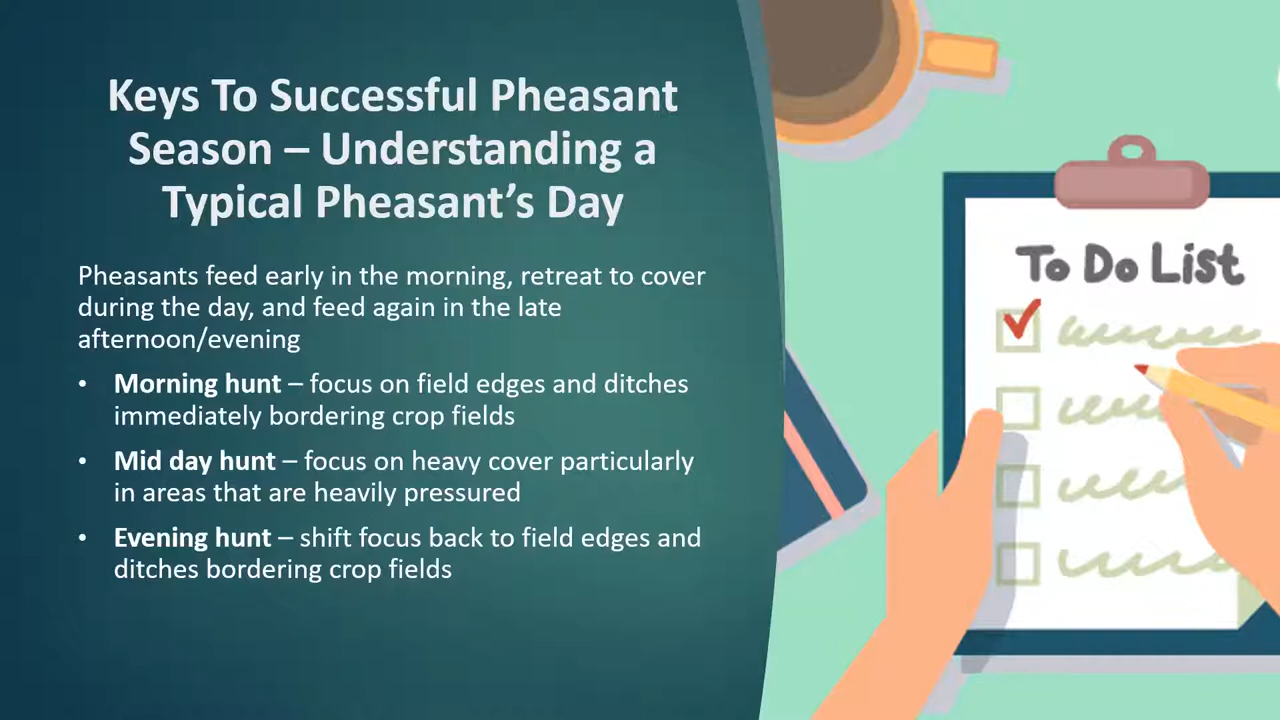 Keys To Successful Pheasant
Season – Understanding a
Typical Pheasant’s Day
Pheasants feed early in the morning, retreat to cover
during the day, and feed again in the late
afternoon/evening
• Morning hunt – focus on field edges and ditches
immediately bordering crop fields
• Mid day hunt – focus on heavy cover particularly
in areas that are heavily pressured
• Evening hunt – shift focus back to field edges and
ditches bordering crop fields
To Do List